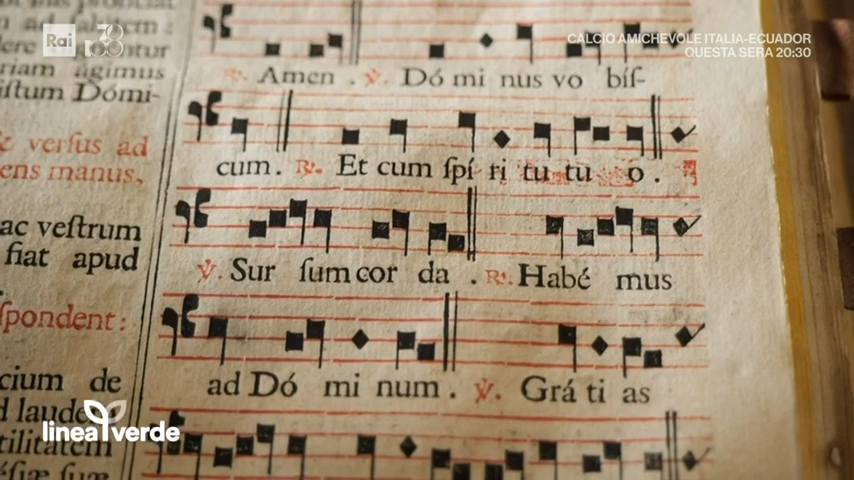 Rai
CALCIO AMICHEVOLE ITALIA-ECUADOR
QUESTA SERA 20:30
riam agimus
istum Dómi-
versus ad
ens manus,
ac vestrum
fiat apud
spondent:
cium de
d laude
℟. Amen. ℣. Dó mi nus vo bis-
cum. ℟. Et cum spí ri tu tu o.
℣. Sur sum cor da. ℟. Habé mus
ad Dó mi num. ℣. Grá ti as
linea verde